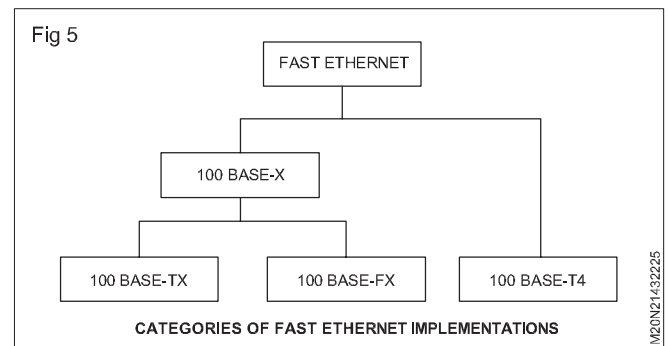 Fig 5
FAST ETHERNET
100 BASE-X
100 BASE-TX
100 BASE-FX
100 BASE-T4
CATEGORIES OF FAST ETHERNET IMPLEMENTATIONS
M20N21432225